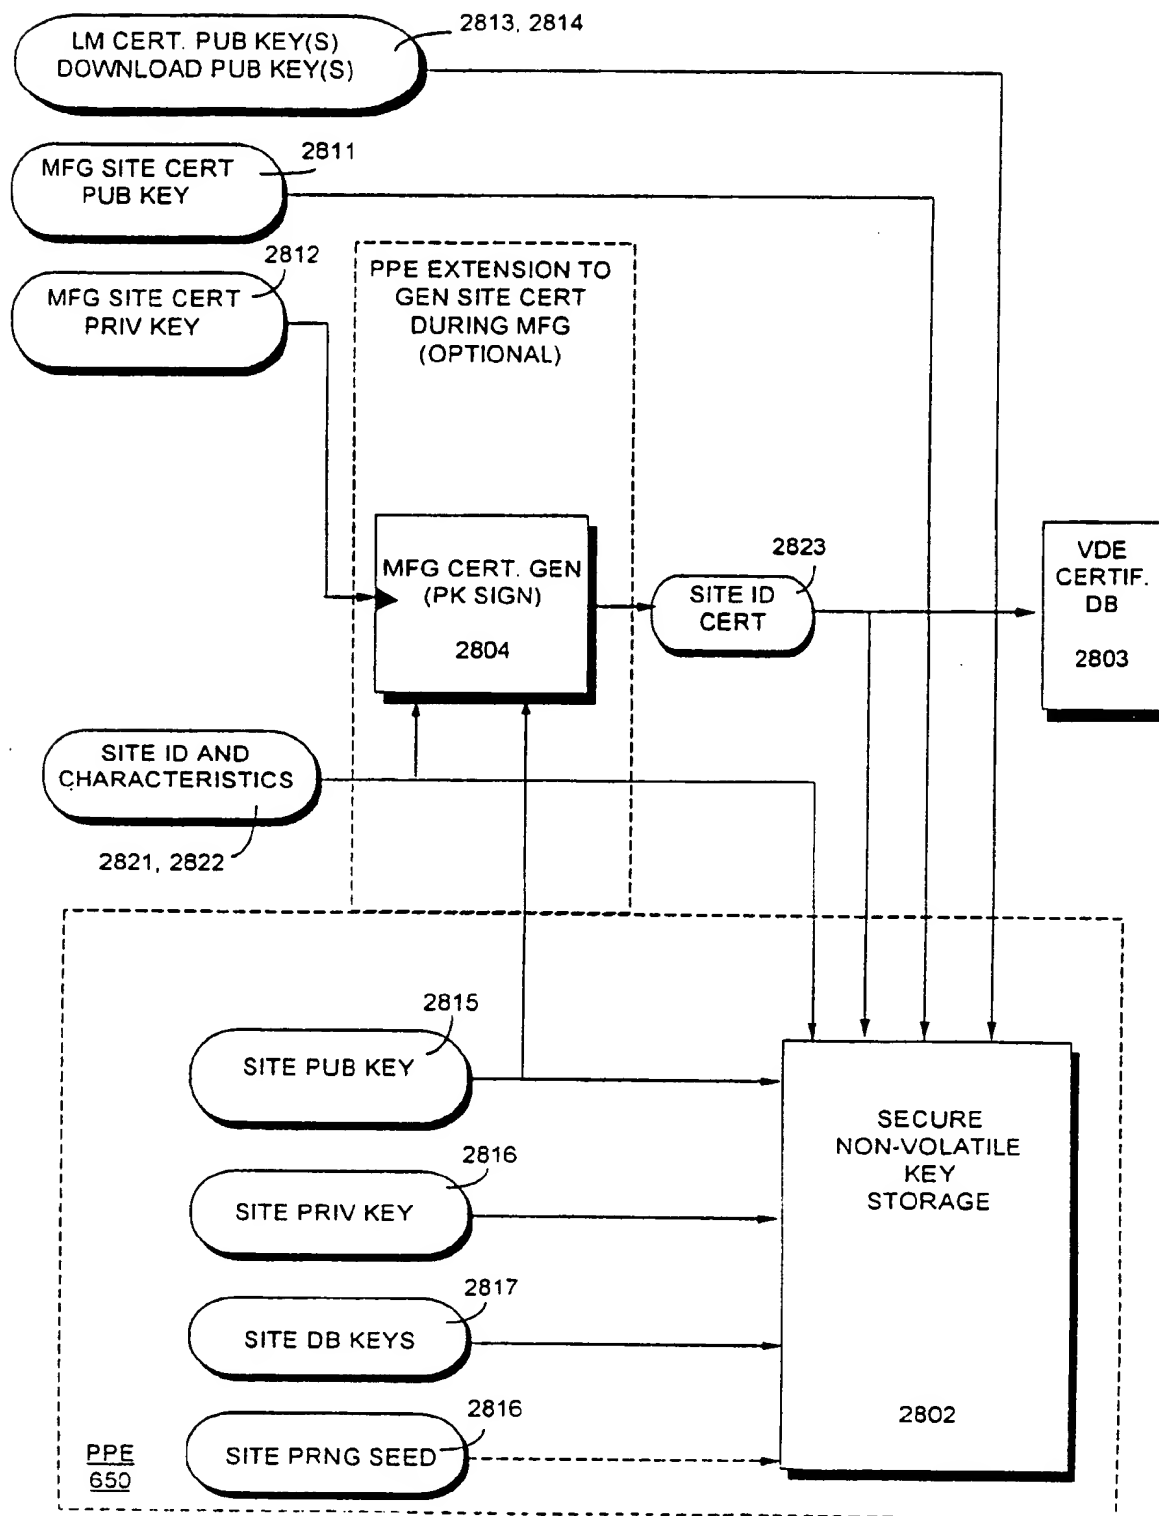 2813, 2814
LM CERT. PUB KEY(S)
DOWNLOAD PUB KEY(S)
2811
MFG SITE CERT
PUB KEY
2812
MFG SITE CERT
PRIV KEY
PPE EXTENSION TO
GEN SITE CERT
DURING MFG
(OPTIONAL)
MFG CERT. GEN
(PK SIGN)
2804
2823
SITE ID
CERT
VDE
CERTIF.
DB
2803
SITE ID AND
CHARACTERISTICS
2821, 2822
2815
SITE PUB KEY
2816
SITE PRIV KEY
2817
SITE DB KEYS
2816
SITE PRNG SEED
SECURE
NON-VOLATILE
KEY
STORAGE
2802
PPE
650